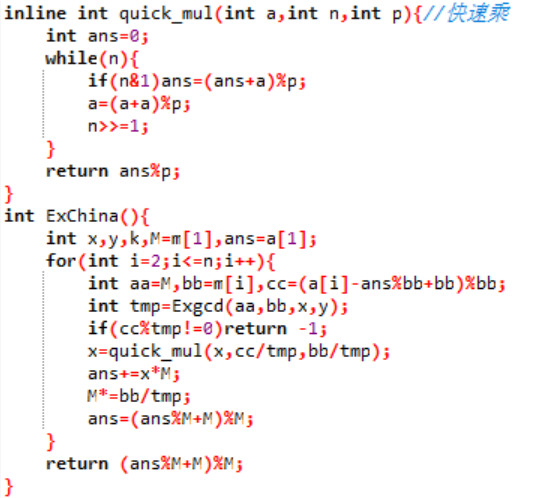 inline int quick_mul(int a,int n,int p){//快速乘
int ans=0;
while(n){
if(n&1)ans=(ans+a)%p;
a=(a+a)%p;
n>>=1;
}
return ans%p;
}
int ExChina(){
int x,y,k,M=m[1],ans=a[1];
for(int i=2;i<=n;i++){
int aa=M,bb=m[i],cc=(a[i]-ans%bb+bb)%bb;
int tmp=Exgcd(aa,bb,x,y);
if(cc%tmp!=0)return -1;
x=quick_mul(x,cc/tmp,bb/tmp);
ans+=x*M;
M*=bb/tmp;
ans=(ans%M+M)%M;
}
return (ans%M+M)%M;
}